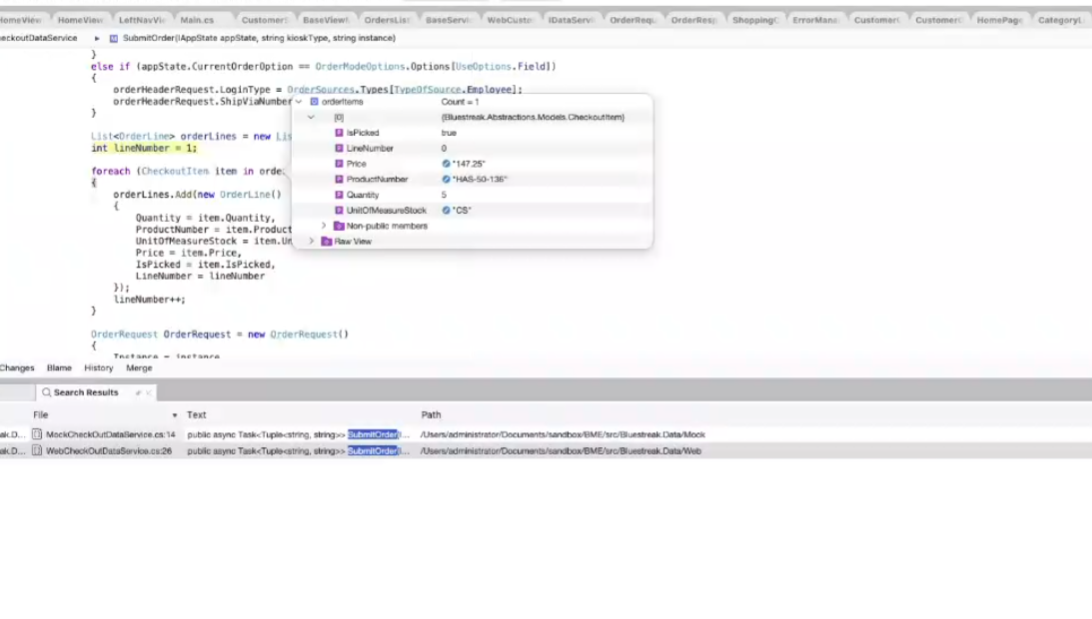 HomeView HomeView LeftNavVi Main.cs Customer BaseViewI OrdersList BaseServi WebCusto IDataServi OrderRequ OrderResp ShoppingC ErrorMana Customerl Customer HomePage CategoryL
eckoutDataService SubmitOrder(IAppState appState, string kioskType, string instance)
}
else if (appState.CurrentOrderOption == OrderModeOptions.Options[UseOptions.Field])
{
orderHeaderRequest.LoginType = OrderSources.Types[TypeOfSource.Employee];
orderHeaderRequest.ShipViaNumber
}
List<OrderLine> orderLines = new Lis
int lineNumber = 1;
foreach (CheckoutItem item in orde
{
orderLines.Add(new OrderLine()
{
Quantity = item.Quantity,
ProductNumber = item.Product
UnitOfMeasureStock = item.Un
Price = item.Price,
IsPicked = item.IsPicked,
LineNumber = lineNumber
});
lineNumber++;
}
OrderRequest OrderRequest = new OrderRequest()
{
Instance = instance
orderItems Count = 1
[0] {Bluestreak.Abstractions.Models.CheckoutItem}
IsPicked true
LineNumber 0
Price "147.25"
ProductNumber "HAS-50-136"
Quantity 5
UnitOfMeasureStock "CS"
Non-public members
Raw View
Changes Blame History Merge
Search Results
File Text Path
ak.D... MockCheckOutDataService.cs:14 public async Task<Tuple<string, string>> SubmitOrder(... /Users/administrator/Documents/sandbox/BME/src/Bluestreak.Data/Mock
ak.D... WebCheckOutDataService.cs:26 public async Task<Tuple<string, string>> SubmitOrder(... /Users/administrator/Documents/sandbox/BME/src/Bluestreak.Data/Web